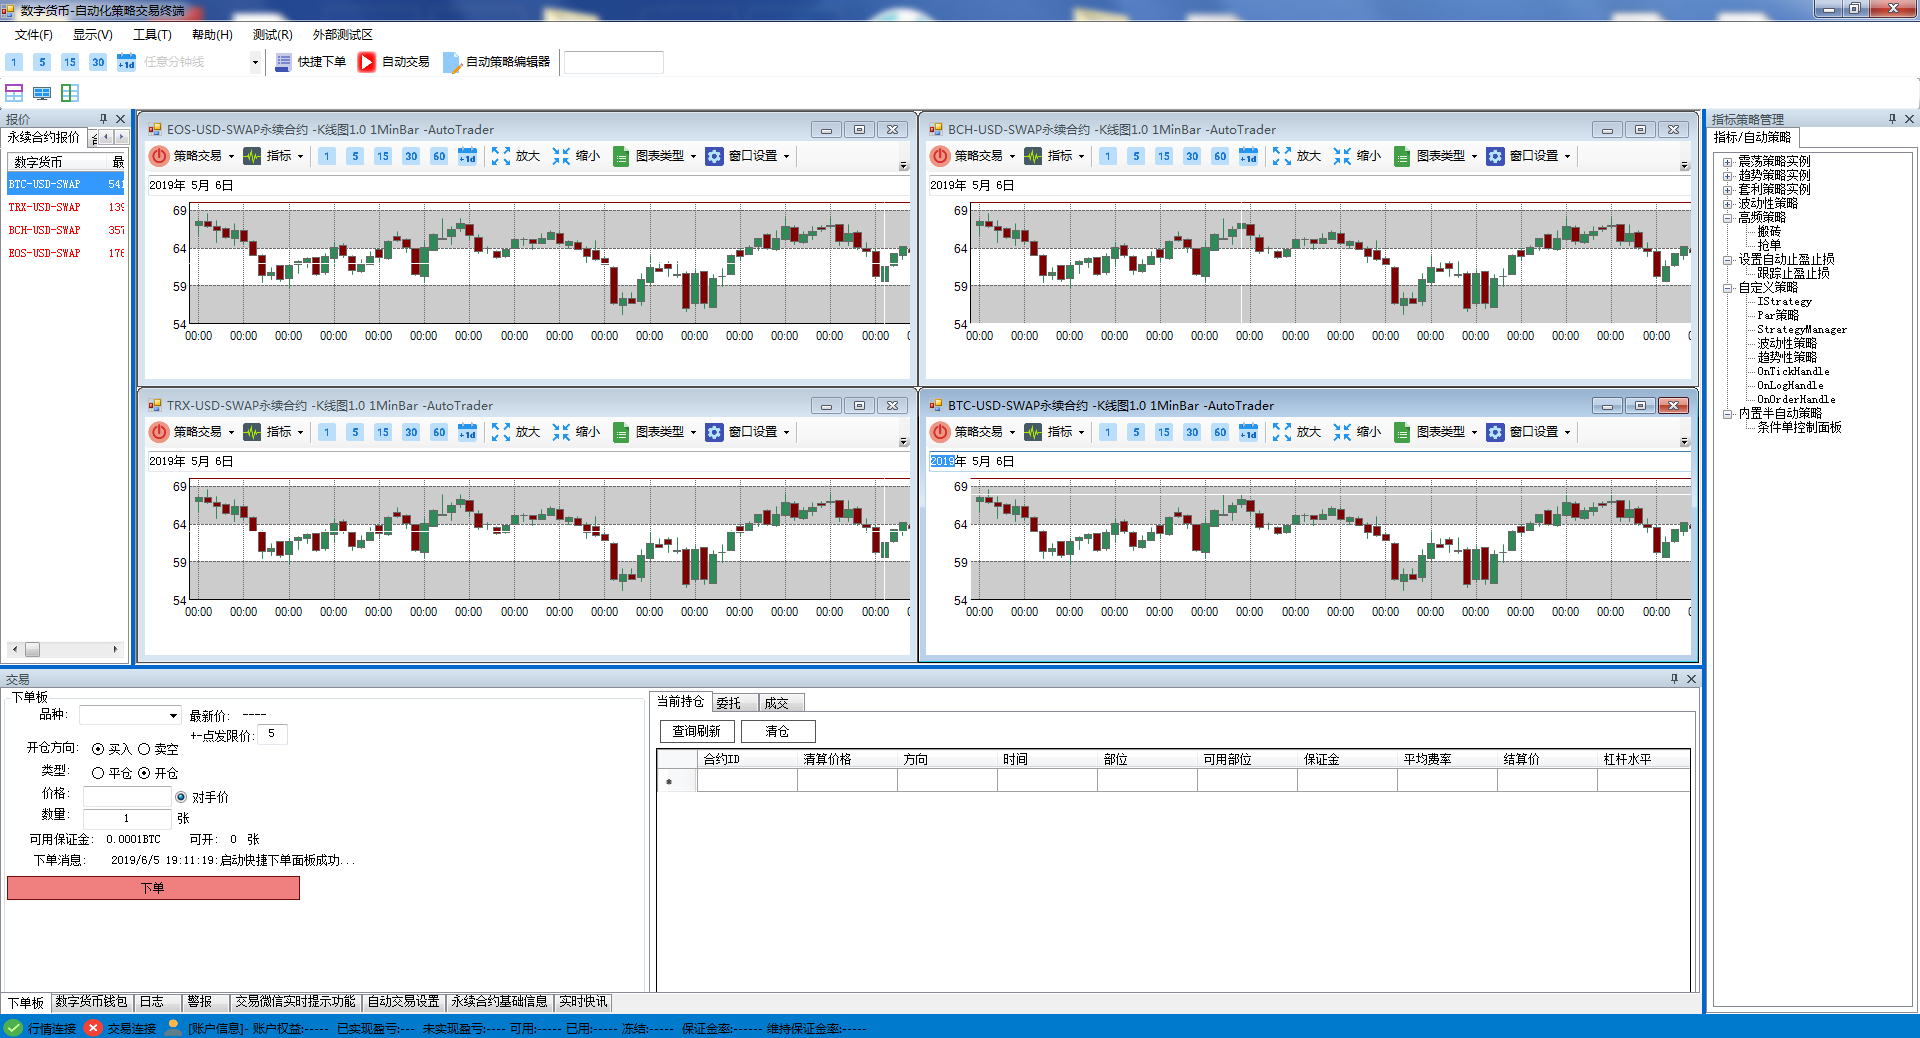 数字货币-自动化策略交易终端
文件(F) 显示(V) 工具(T) 帮助(H) 测试(R) 外部测试区
1 5 15 30 +1d 任意分钟线 快捷下单 自动交易 自动策略编辑器
报价
永续合约报价
数字货币 最
BTC-USD-SWAP 541
TRX-USD-SWAP 139
BCH-USD-SWAP 357
EOS-USD-SWAP 176
EOS-USD-SWAP永续合约 -K线图1.0 1MinBar -AutoTrader
策略交易 指标 1 5 15 30 60 +1d 放大 缩小 图表类型 窗口设置
2019年 5月 6日
69
64
59
54
00:00 00:00 00:00 00:00 00:00 00:00 00:00 00:00 00:00 00:00 00:00 00:00 00:00 00:00 00:00 00:00
BCH-USD-SWAP永续合约 -K线图1.0 1MinBar -AutoTrader
策略交易 指标 1 5 15 30 60 +1d 放大 缩小 图表类型 窗口设置
2019年 5月 6日
69
64
59
54
00:00 00:00 00:00 00:00 00:00 00:00 00:00 00:00 00:00 00:00 00:00 00:00 00:00 00:00 00:00 00:00
TRX-USD-SWAP永续合约 -K线图1.0 1MinBar -AutoTrader
策略交易 指标 1 5 15 30 60 +1d 放大 缩小 图表类型 窗口设置
2019年 5月 6日
69
64
59
54
00:00 00:00 00:00 00:00 00:00 00:00 00:00 00:00 00:00 00:00 00:00 00:00 00:00 00:00 00:00 00:00
BTC-USD-SWAP永续合约 -K线图1.0 1MinBar -AutoTrader
策略交易 指标 1 5 15 30 60 +1d 放大 缩小 图表类型 窗口设置
2019年 5月 6日
69
64
59
54
00:00 00:00 00:00 00:00 00:00 00:00 00:00 00:00 00:00 00:00 00:00 00:00 00:00 00:00 00:00 00:00
指标策略管理
指标/自动策略
震荡策略实例
趋势策略实例
套利策略实例
波动性策略
高频策略
搬砖
抢单
设置自动止盈止损
跟踪止盈止损
自定义策略
IStrategy
Par策略
StrategyManager
波动性策略
趋势性策略
OnTickHandle
OnLogHandle
OnOrderHandle
内置半自动策略
条件单控制面板
交易
下单板
品种: 最新价: ----
+-点发限价: 5
开仓方向: 买入 卖空
类型: 平仓 开仓
价格: 对手价
数量: 1 张
可用保证金: 0.0001BTC 可开: 0 张
下单消息: 2019/6/5 19:11:19:启动快捷下单面板成功...
下单
当前持仓 委托 成交
查询刷新 清仓
合约ID 清算价格 方向 时间 部位 可用部位 保证金 平均费率 结算价 杠杆水平
*
下单板 数字货币钱包 日志 警报 交易微信实时提示功能 自动交易设置 永续合约基础信息 实时快讯
行情连接 交易连接 [账户信息]- 账户权益:----- 已实现盈亏:--- 未实现盈亏:---- 可用:----- 已用:----- 冻结:----- 保证金率:------ 维持保证金率:-----